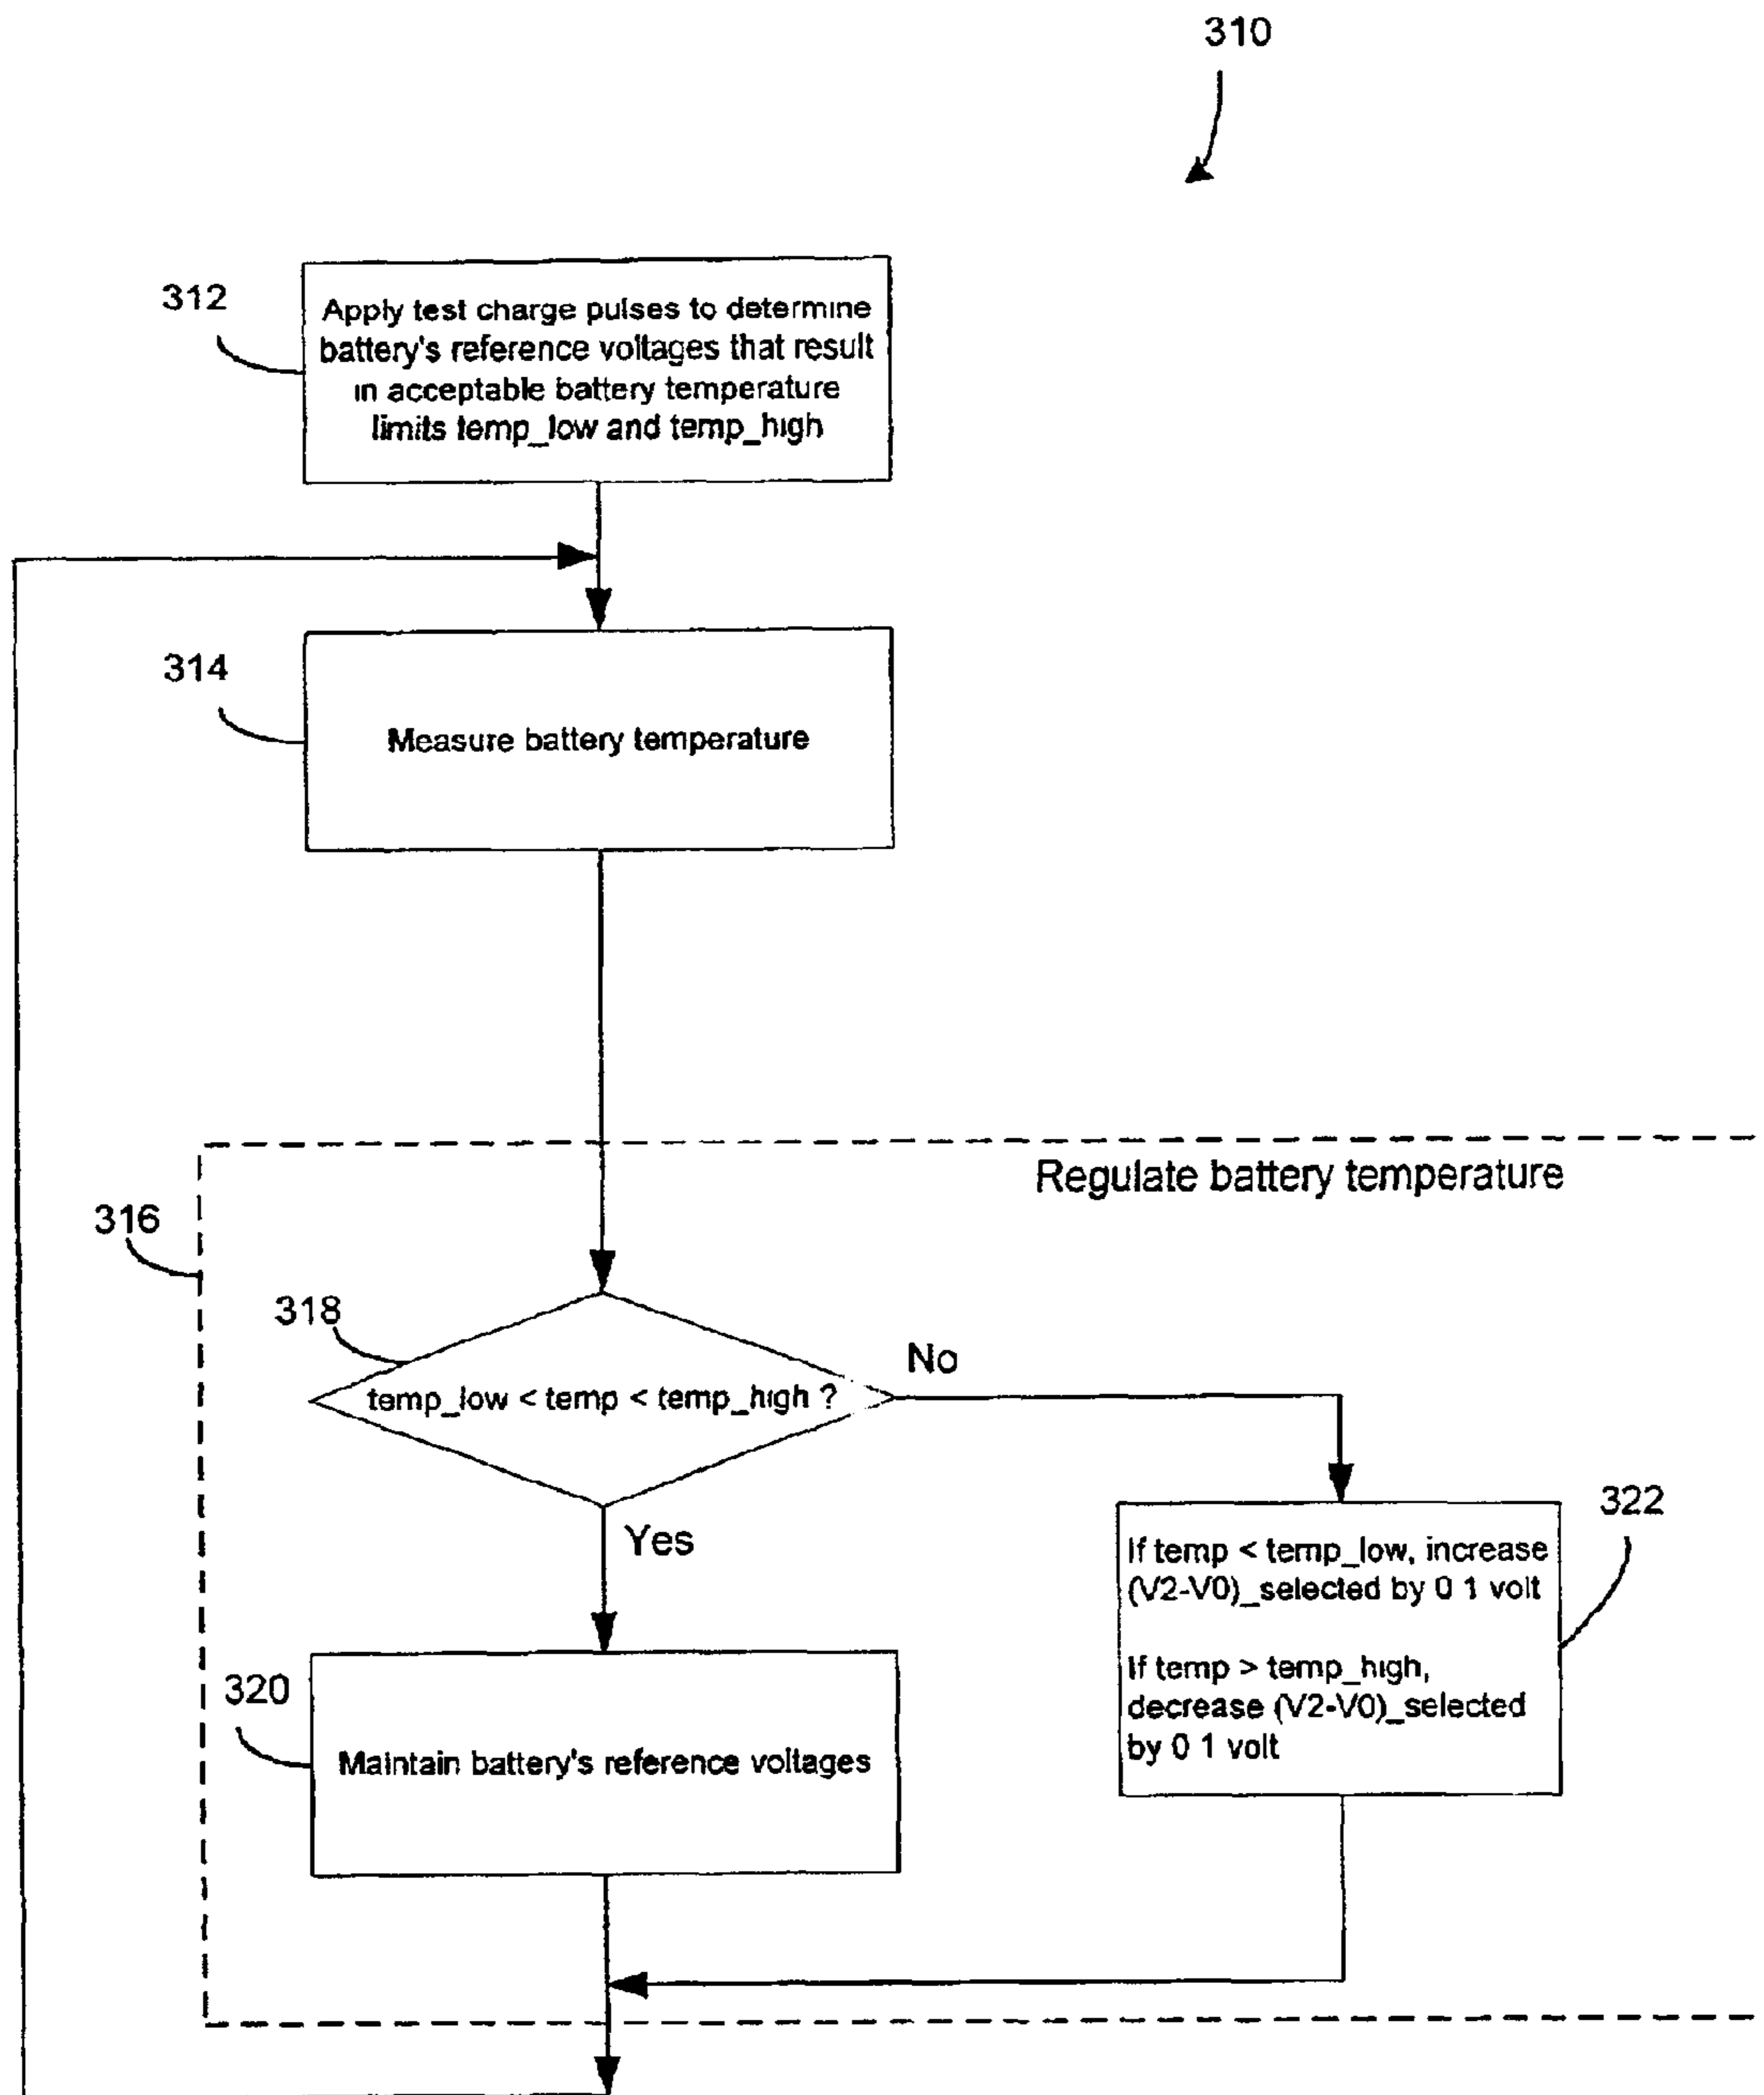 310
312
Apply test charge pulses to determine
battery's reference voltages that result
in acceptable battery temperature
limits temp_low and temp_high
314
Measure battery temperature
316
Regulate battery temperature
318
temp_low < temp < temp_high ?
No
Yes
322
If temp < temp_low, increase
(V2-V0)_selected by 0 1 volt
If temp > temp_high,
decrease (V2-V0)_selected
by 0 1 volt
320
Maintain battery's reference voltages